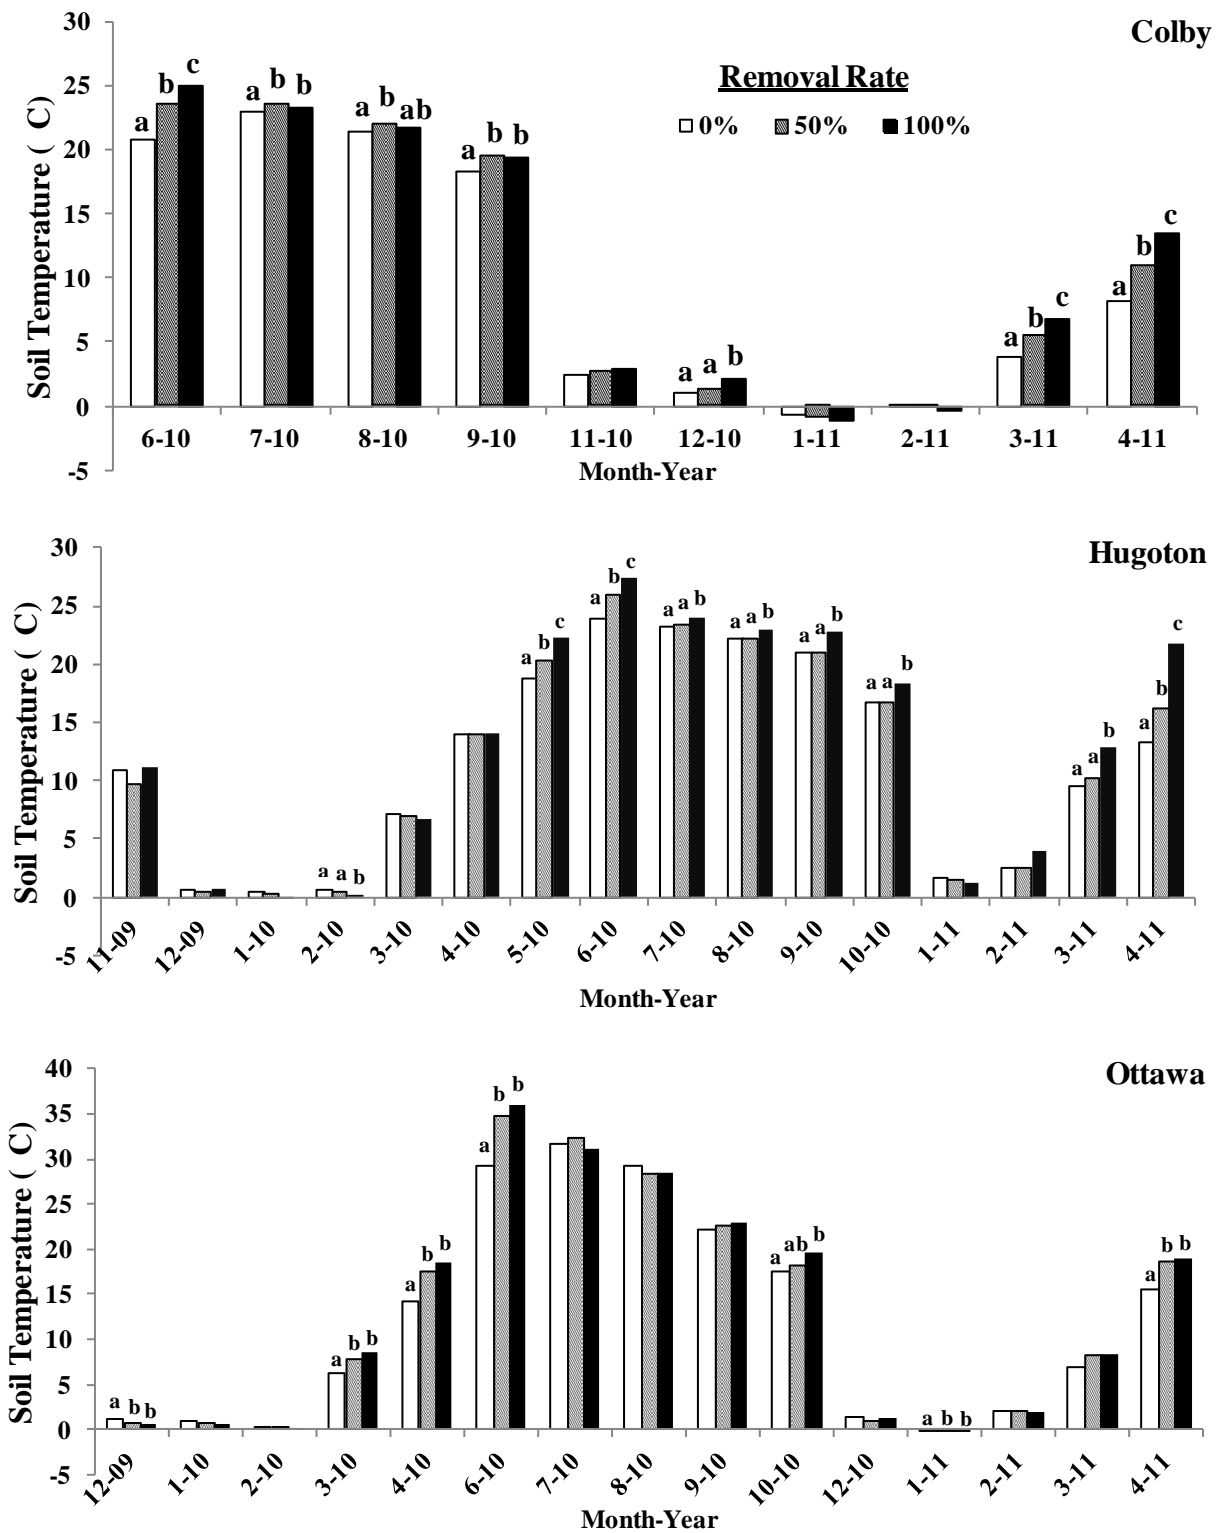 Colby
Removal Rate
0% 50% 100%
Soil Temperature ( C)
30
25
20
15
10
5
0
-5
a b c a b b a b ab a b b a a b a b c a b c
6-10 7-10 8-10 9-10 11-10 12-10 1-11 2-11 3-11 4-11
Month-Year
Hugoton
Soil Temperature ( C)
30
25
20
15
10
5
0
-5
a a b a b c a b c a a b a a b a a b a a b a a b a b c
11-09 12-09 1-10 2-10 3-10 4-10 5-10 6-10 7-10 8-10 9-10 10-10 1-11 2-11 3-11 4-11
Month-Year
Ottawa
Soil Temperature ( C)
40
35
30
25
20
15
10
5
0
-5
a b b a b b a b b a b b a ab b a b b a b b
12-09 1-10 2-10 3-10 4-10 6-10 7-10 8-10 9-10 10-10 12-10 1-11 2-11 3-11 4-11
Month-Year